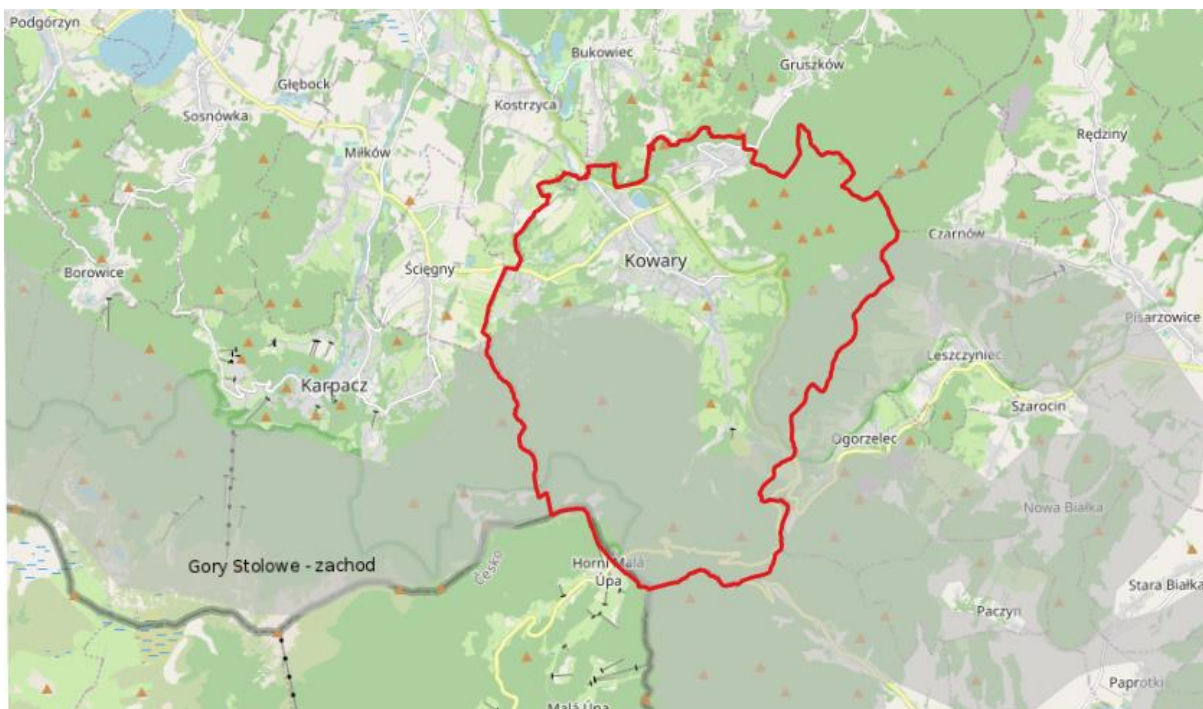 Podgórzyn
Bukowiec
Gruszków
Głębock
Kostrzyca
Sosnówka
Rędziny
Miłków
Czarnów
Kowary
Ścięgny
Borowice
Pisarzowice
Leszczyniec
Karpacz
Szarocin
Ogorzelec
Nowa Białka
Gory Stolowe - zachod
Česko
Horní Malá
Úpa
Stara Białka
Paczyn
Paprotki
Malá Úpa